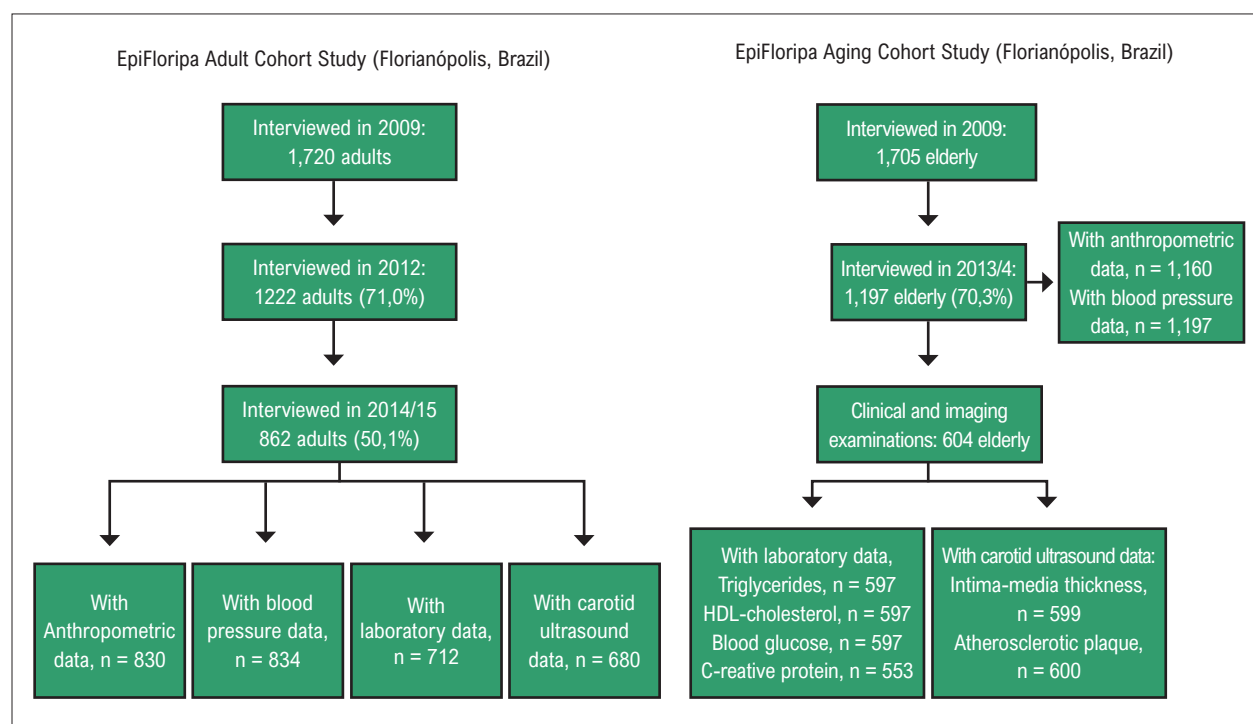 EpiFloripa Adult Cohort Study (Florianópolis, Brazil)
Interviewed in 2009:
1,720 adults
Interviewed in 2012:
1222 adults (71,0%)
Interviewed in 2014/15
862 adults (50,1%)
With
Anthropometric
data, n = 830
With blood
pressure data,
n = 834
With
laboratory data,
n = 712
With carotid
ultrasound
data, n = 680
EpiFloripa Aging Cohort Study (Florianópolis, Brazil)
Interviewed in 2009:
1,705 elderly
Interviewed in 2013/4:
1,197 elderly (70,3%)
With anthropometric
data, n = 1,160
With blood pressure
data, n = 1,197
Clinical and imaging
examinations: 604 elderly
With laboratory data,
Triglycerides, n = 597
HDL-cholesterol, n = 597
Blood glucose, n = 597
C-reative protein, n = 553
With carotid ultrasound data:
Intima-media thickness,
n = 599
Atherosclerotic plaque,
n = 600